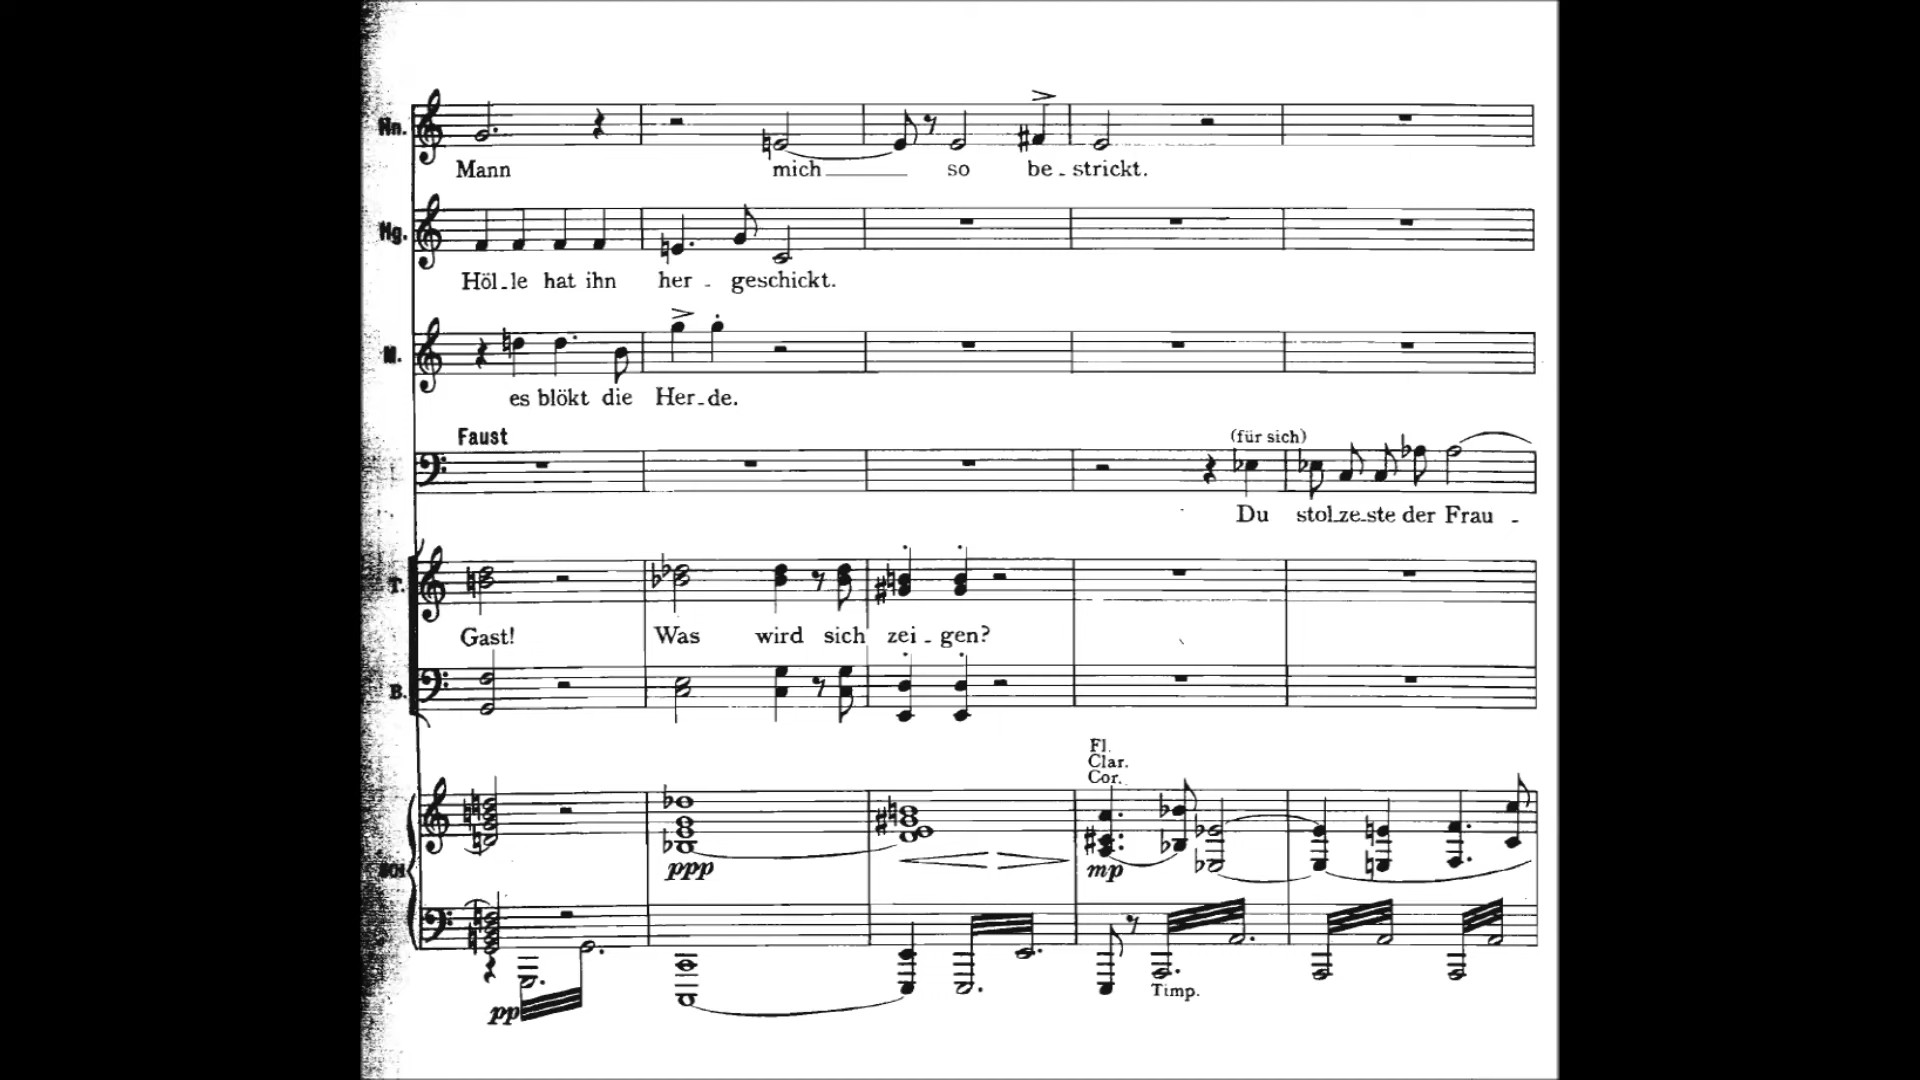 Hn.
Mann mich so be - strickt.
Hg.
Höl - le hat ihn her - geschickt.
M.
es blökt die Her - de.
Faust
(für sich)
Du stol - ze - ste der Frau -
T.
Gast! Was wird sich zei - gen?
B.
Fl.
Clar.
Cor.
ppp
mp
Timp.
pp